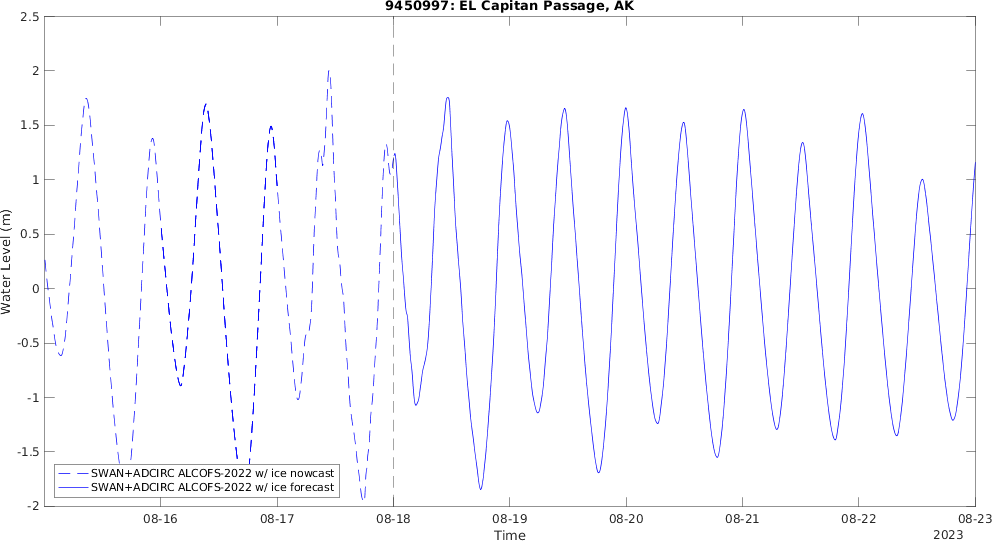 9450997: EL Capitan Passage, AK
Water Level (m)
2.5
2
1.5
1
0.5
0
-0.5
-1
-1.5
-2
SWAN+ADCIRC ALCOFS-2022 w/ ice nowcast
SWAN+ADCIRC ALCOFS-2022 w/ ice forecast
08-16 08-17 08-18 08-19 08-20 08-21 08-22 08-23
Time
2023